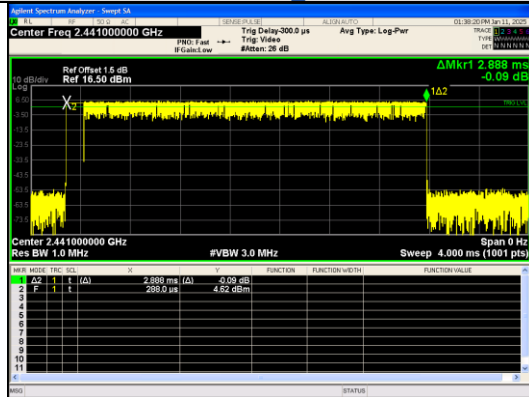 Agilent Spectrum Analyzer - Swept SA
RL RF 50 Ω AC SENSE:PULSE ALIGN AUTO 01:38:20 PM Jan 11, 2025
Center Freq 2.441000000 GHz PNO: Fast IFGain:Low Trig Delay-300.0 µs Trig: Video #Atten: 26 dB Avg Type: Log-Pwr TRACE 1 2 3 4 5 6
TYPE
DET N N N N N N
Ref Offset 1.5 dB
Ref 16.50 dBm
ΔMkr1 2.888 ms
-0.09 dB
10 dB/div
Log
6.50
-3.50
-13.5
-23.5
-33.5
-43.5
-53.5
-63.5
-73.5
X2
1Δ2
TRIG LVL
Center 2.441000000 GHz Span 0 Hz
Res BW 1.0 MHz #VBW 3.0 MHz Sweep 4.000 ms (1001 pts)
MKR MODE TRC SCL X Y FUNCTION FUNCTION WIDTH FUNCTION VALUE
1 Δ2 1 t (Δ) 2.888 ms (Δ) -0.09 dB
2 F 1 t 288.0 µs 4.62 dBm
3
4
5
6
7
8
9
10
11
MSG STATUS